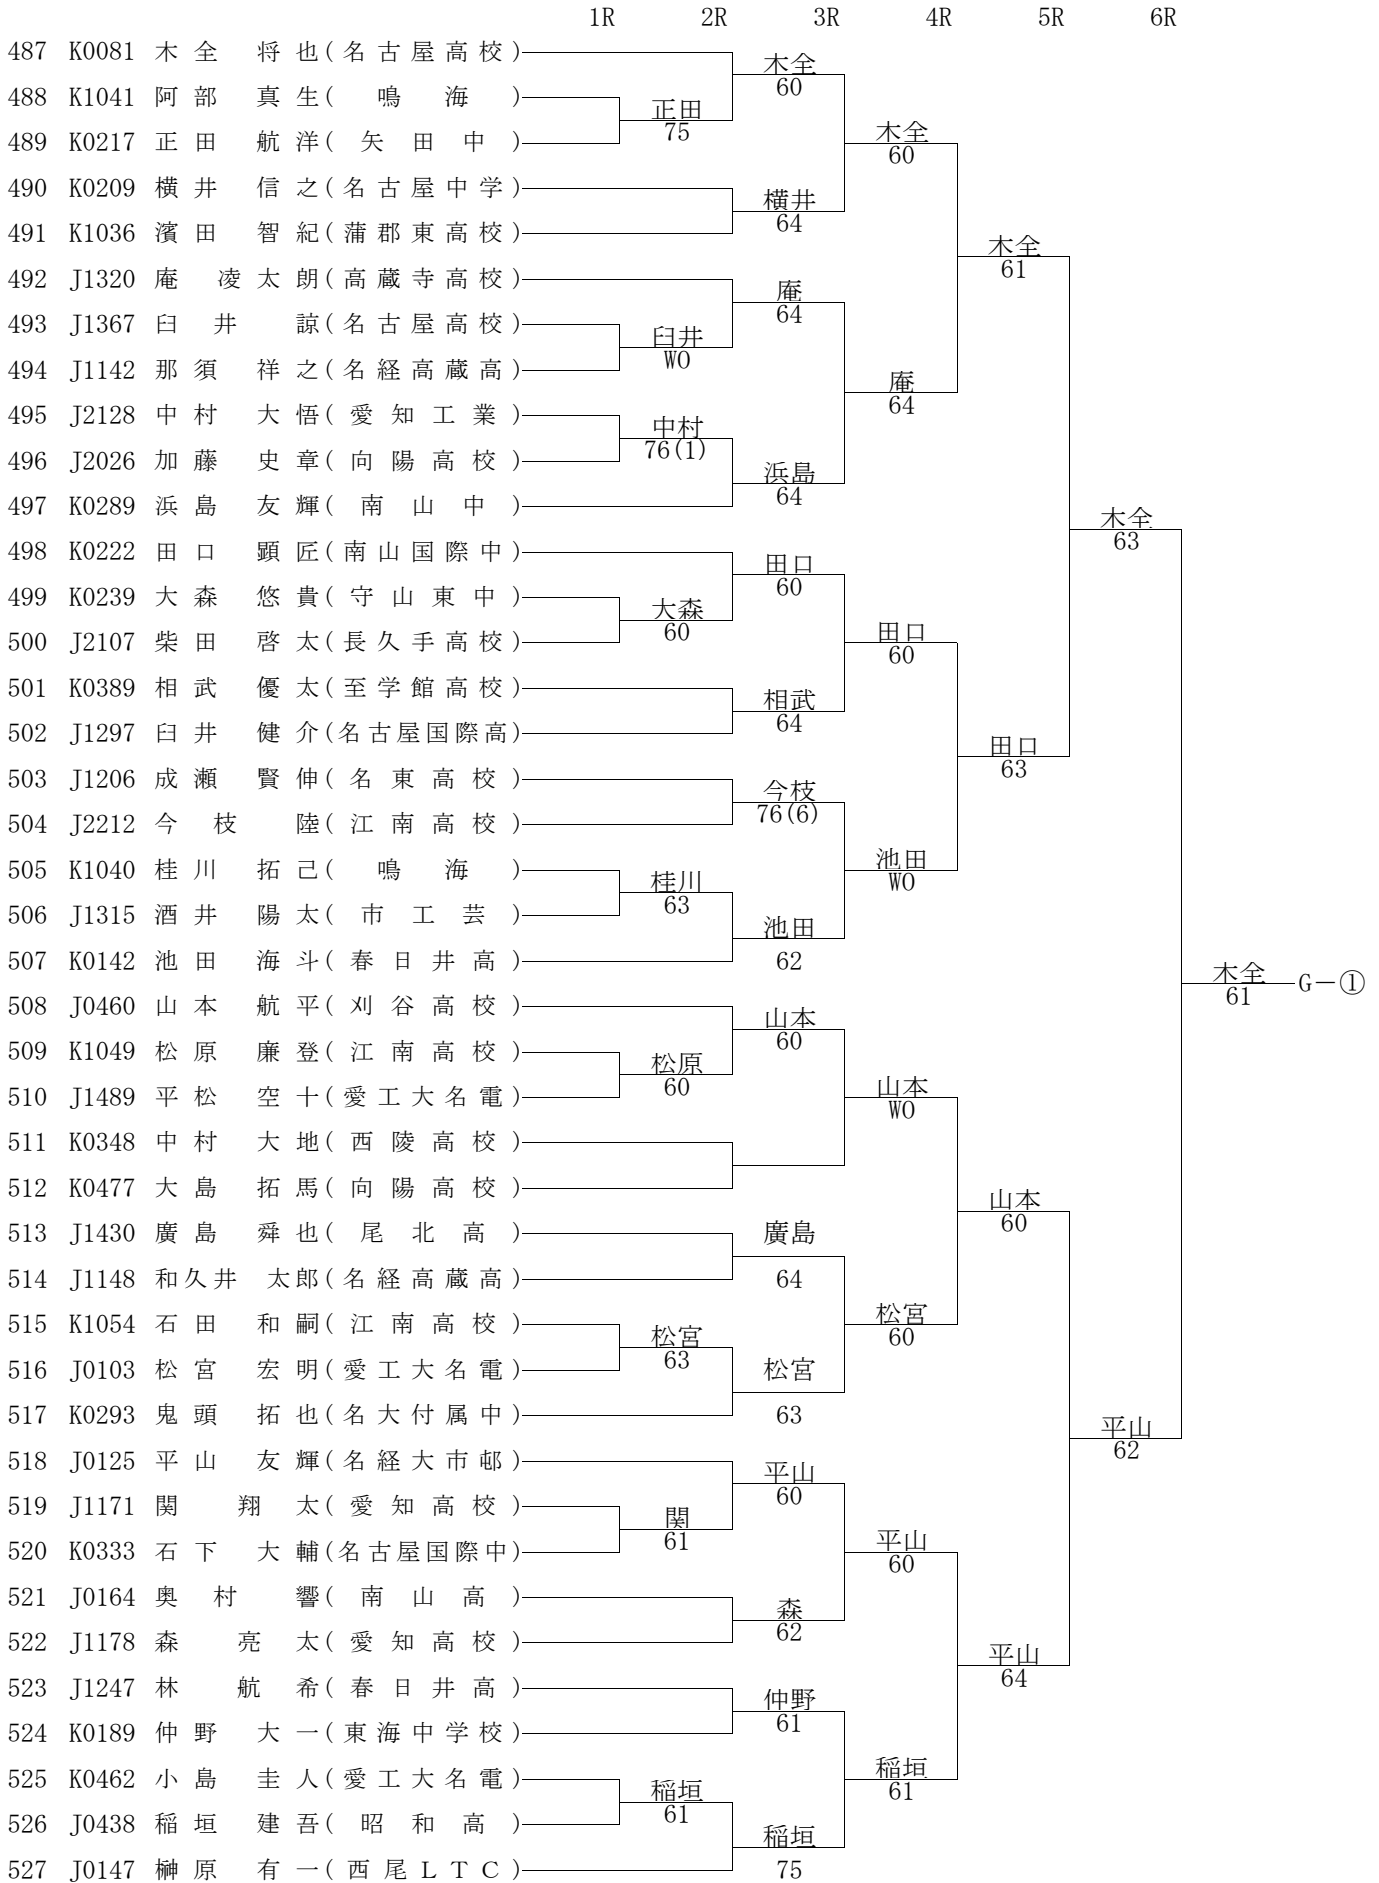 1R 2R 3R 4R 5R 6R
487 K0081 木全 将也(名古屋高校)
木全
60
488 K1041 阿部 真生(鳴海)
正田
75
489 K0217 正田 航洋(矢田中)
木全
60
490 K0209 横井 信之(名古屋中学)
横井
64
491 K1036 濱田 智紀(蒲郡東高校)
木全
61
492 J1320 庵 凌太朗(高蔵寺高校)
庵
64
493 J1367 臼井 諒(名古屋高校)
臼井
WO
494 J1142 那須 祥之(名経高蔵高)
庵
64
495 J2128 中村 大悟(愛知工業)
中村
76(1)
496 J2026 加藤 史章(向陽高校)
浜島
64
497 K0289 浜島 友輝(南山中)
木全
63
498 K0222 田口 顕匠(南山国際中)
田口
60
499 K0239 大森 悠貴(守山東中)
大森
60
500 J2107 柴田 啓太(長久手高校)
田口
60
501 K0389 相武 優太(至学館高校)
相武
64
502 J1297 臼井 健介(名古屋国際高)
田口
63
503 J1206 成瀬 賢伸(名東高校)
今枝
76(6)
504 J2212 今枝 陸(江南高校)
池田
WO
505 K1040 桂川 拓己(鳴海)
桂川
63
506 J1315 酒井 陽太(市工芸)
池田
62
507 K0142 池田 海斗(春日井高)
木全
61
G－①
508 J0460 山本 航平(刈谷高校)
山本
60
509 K1049 松原 廉登(江南高校)
松原
60
510 J1489 平松 空十(愛工大名電)
山本
WO
511 K0348 中村 大地(西陵高校)
512 K0477 大島 拓馬(向陽高校)
山本
60
513 J1430 廣島 舜也(尾北高)
廣島
64
514 J1148 和久井 太郎(名経高蔵高)
松宮
60
515 K1054 石田 和嗣(江南高校)
松宮
63
516 J0103 松宮 宏明(愛工大名電)
松宮
63
517 K0293 鬼頭 拓也(名大付属中)
平山
62
518 J0125 平山 友輝(名経大市邨)
平山
60
519 J1171 関 翔太(愛知高校)
関
61
520 K0333 石下 大輔(名古屋国際中)
平山
60
521 J0164 奥村 響(南山高)
森
62
522 J1178 森 亮太(愛知高校)
平山
64
523 J1247 林 航希(春日井高)
仲野
61
524 K0189 仲野 大一(東海中学校)
稲垣
61
525 K0462 小島 圭人(愛工大名電)
稲垣
61
526 J0438 稲垣 建吾(昭和高)
稲垣
75
527 J0147 榊原 有一(西尾ＬＴＣ)